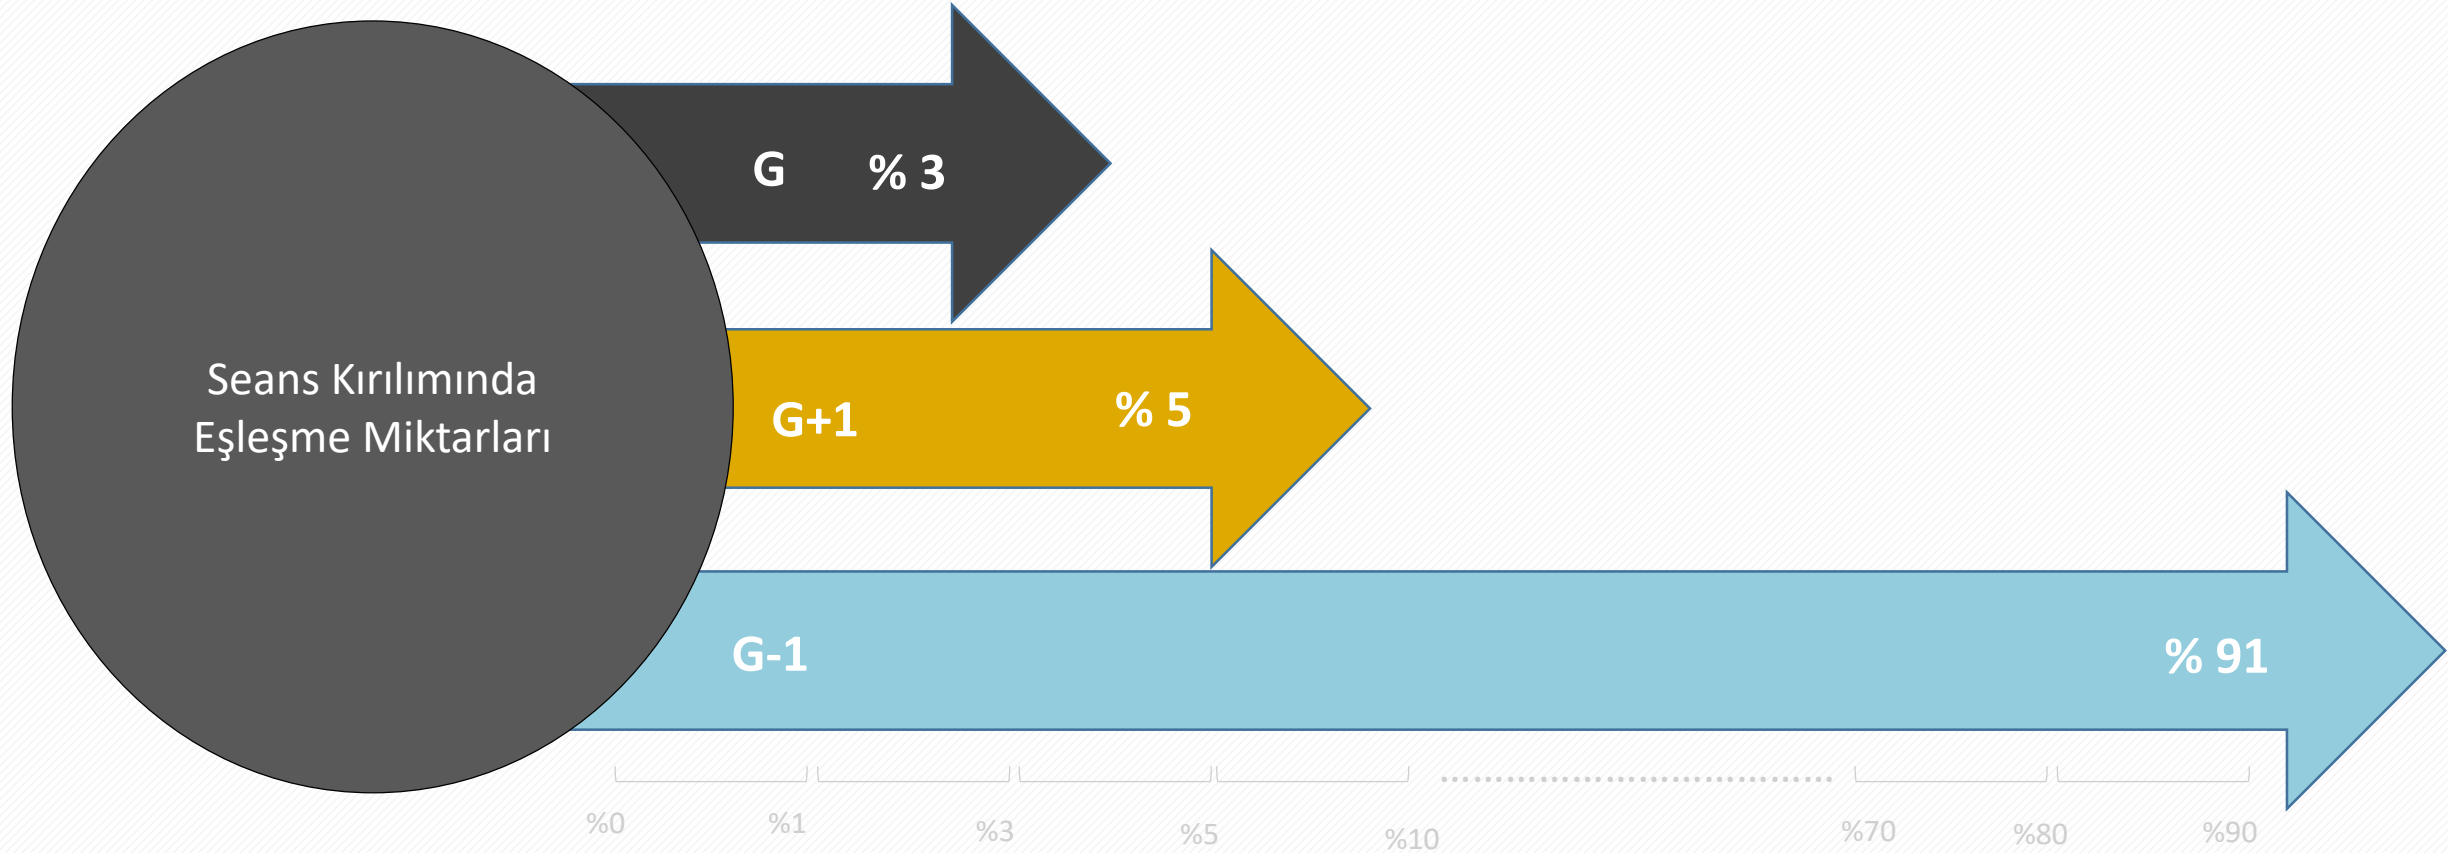 G % 3
Seans Kırılımında
Eşleşme Miktarları
G+1 % 5
G-1 % 91
%0 %1 %3 %5 %10 %70 %80 %90